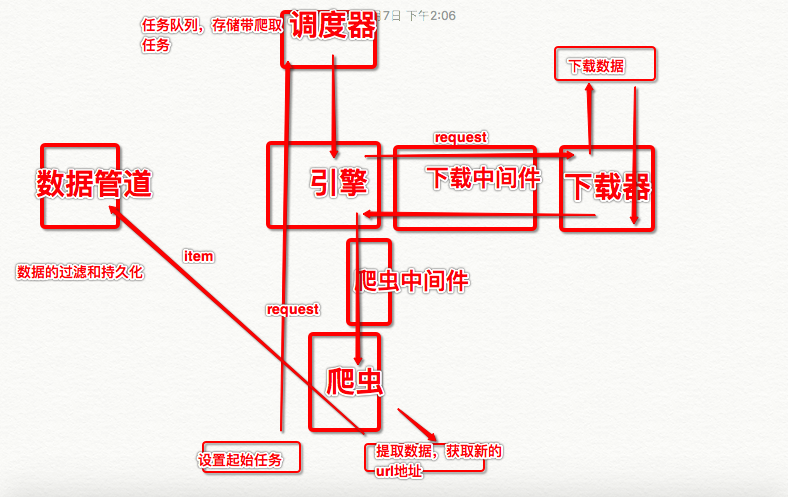 7日 下午2:06
任务队列，存储带爬取
任务
调度器
下载数据
request
数据管道
引擎
下载中间件
下载器
item
数据的过滤和持久化
爬虫中间件
request
爬虫
设置起始任务
提取数据，获取新的
url地址